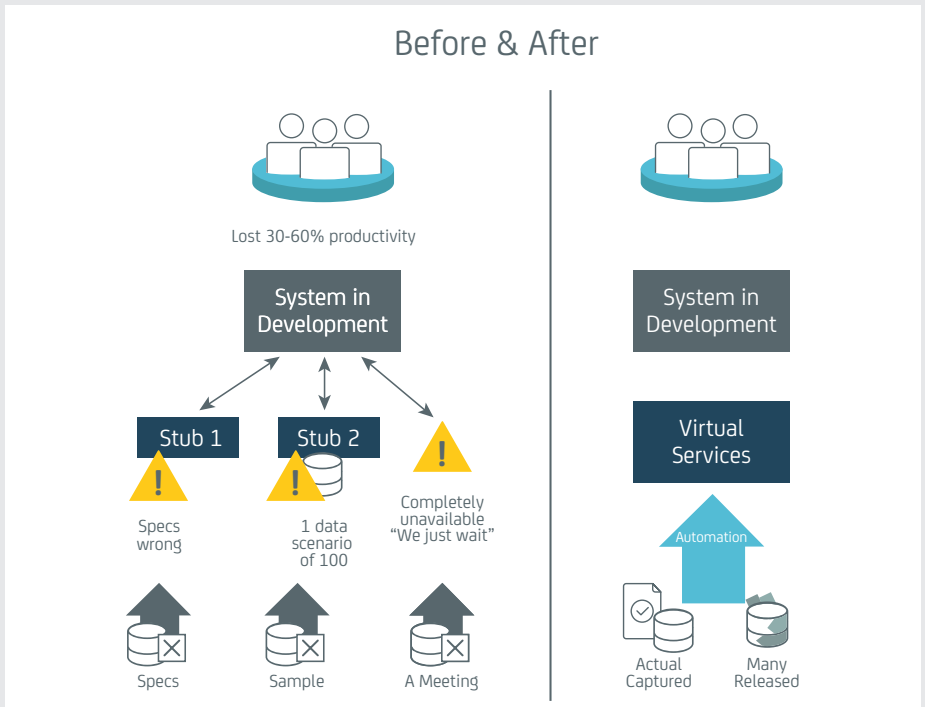 Before & After
Lost 30-60% productivity
System in
Development
Stub 1
Stub 2
!
!
!
Specs
wrong
1 data
scenario
of 100
Completely
unavailable
“We just wait”
Specs
Sample
A Meeting
System in
Development
Virtual
Services
Automation
Actual
Captured
Many
Released